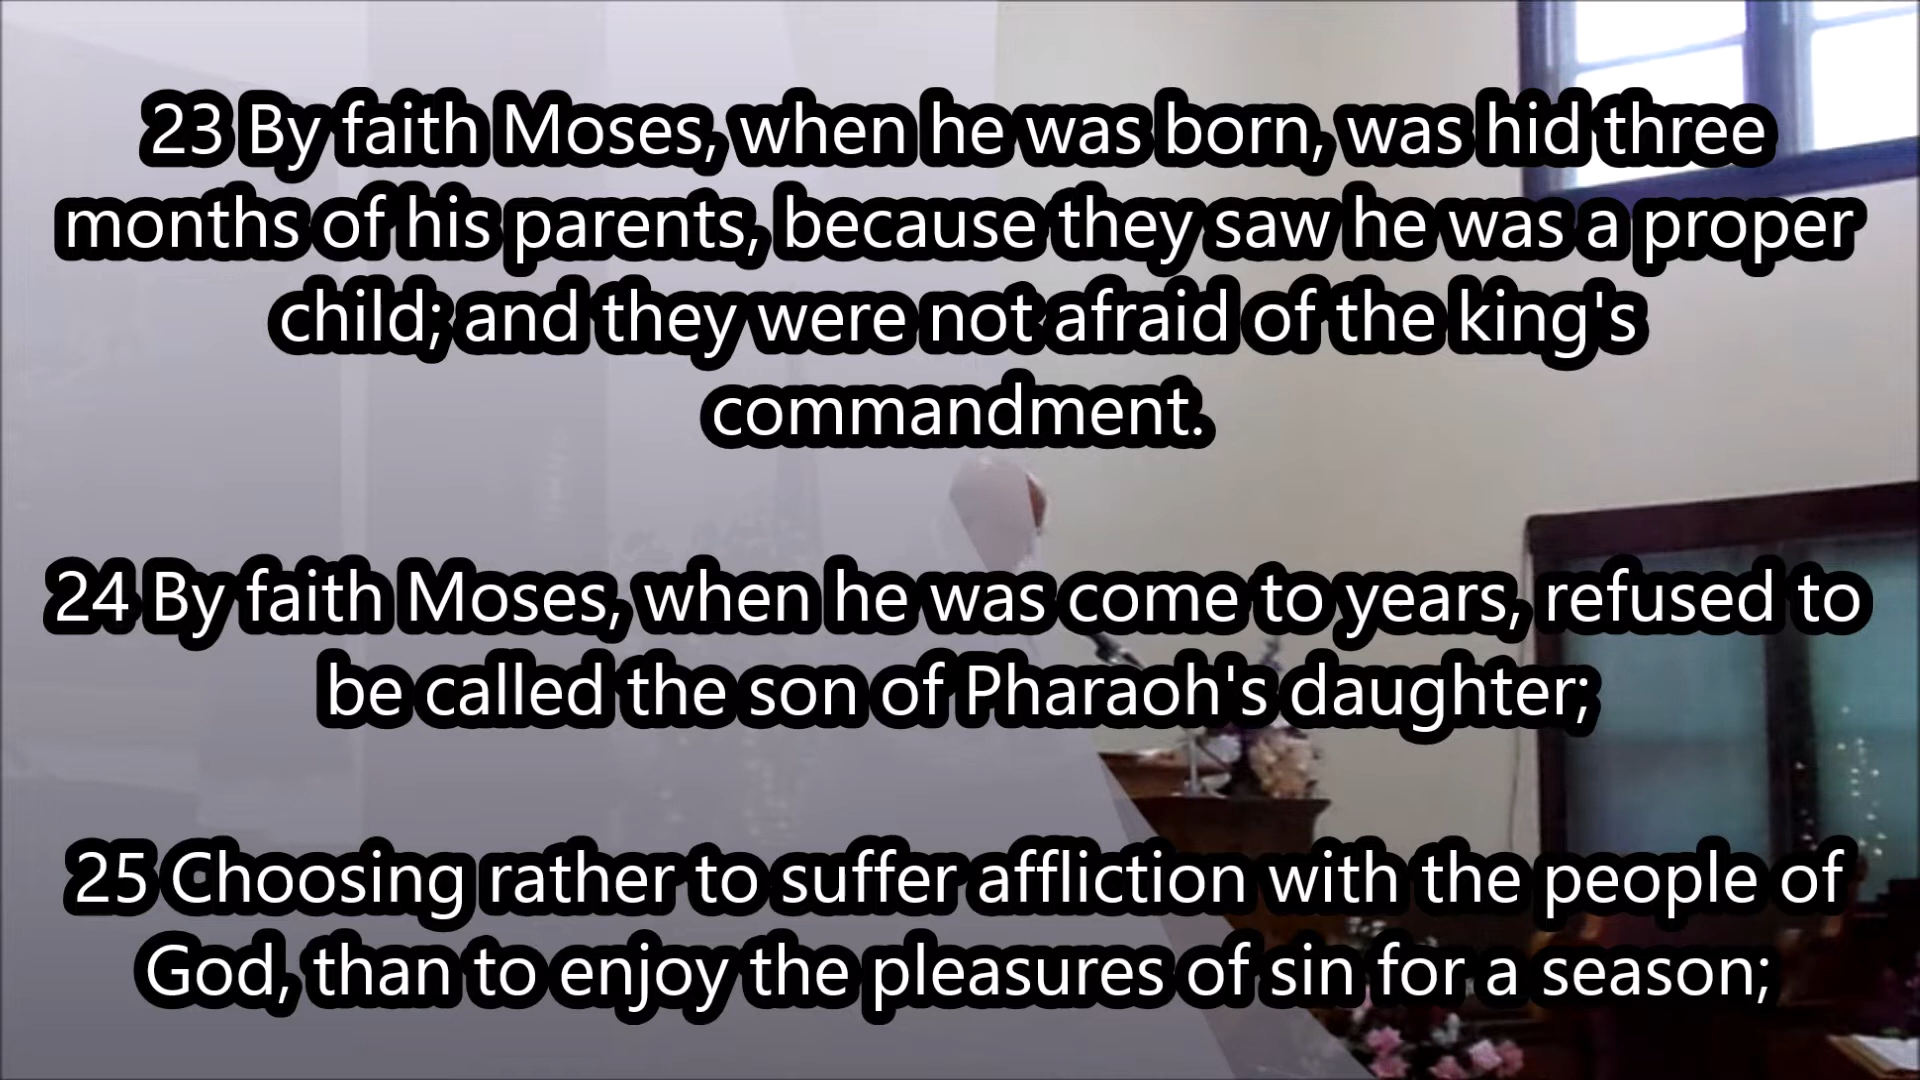 23 By faith Moses, when he was born, was hid three
months of his parents, because they saw he was a proper
child; and they were not afraid of the king's
commandment.
24 By faith Moses, when he was come to years, refused to
be called the son of Pharaoh's daughter;
25 Choosing rather to suffer affliction with the people of
God, than to enjoy the pleasures of sin for a season;